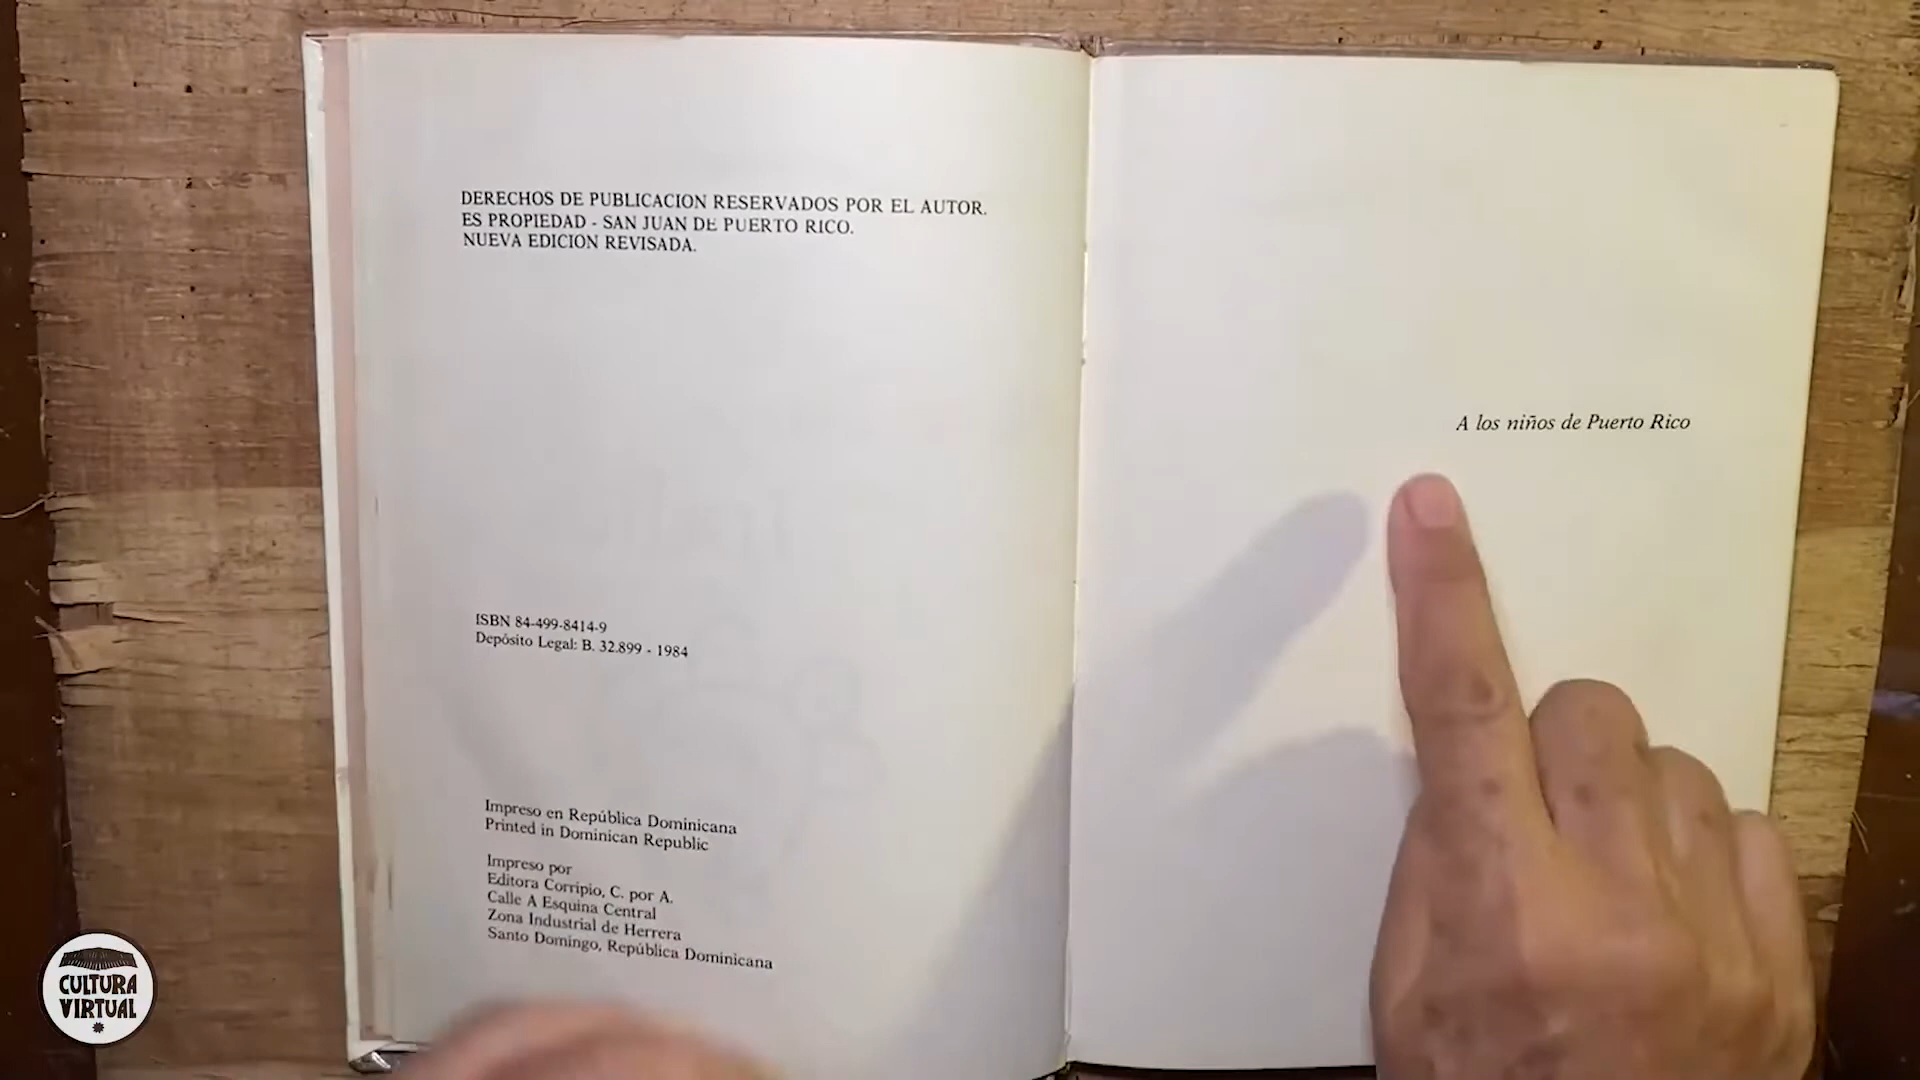 DERECHOS DE PUBLICACION RESERVADOS POR EL AUTOR.
ES PROPIEDAD - SAN JUAN DE PUERTO RICO.
NUEVA EDICION REVISADA.
ISBN 84-499-8414-9
Depósito Legal: B. 32.899 - 1984
Impreso en República Dominicana
Printed in Dominican Republic
Impreso por
Editora Corripio, C. por A.
Calle A Esquina Central
Zona Industrial de Herrera
Santo Domingo, República Dominicana
A los niños de Puerto Rico
CULTURA
VIRTUAL